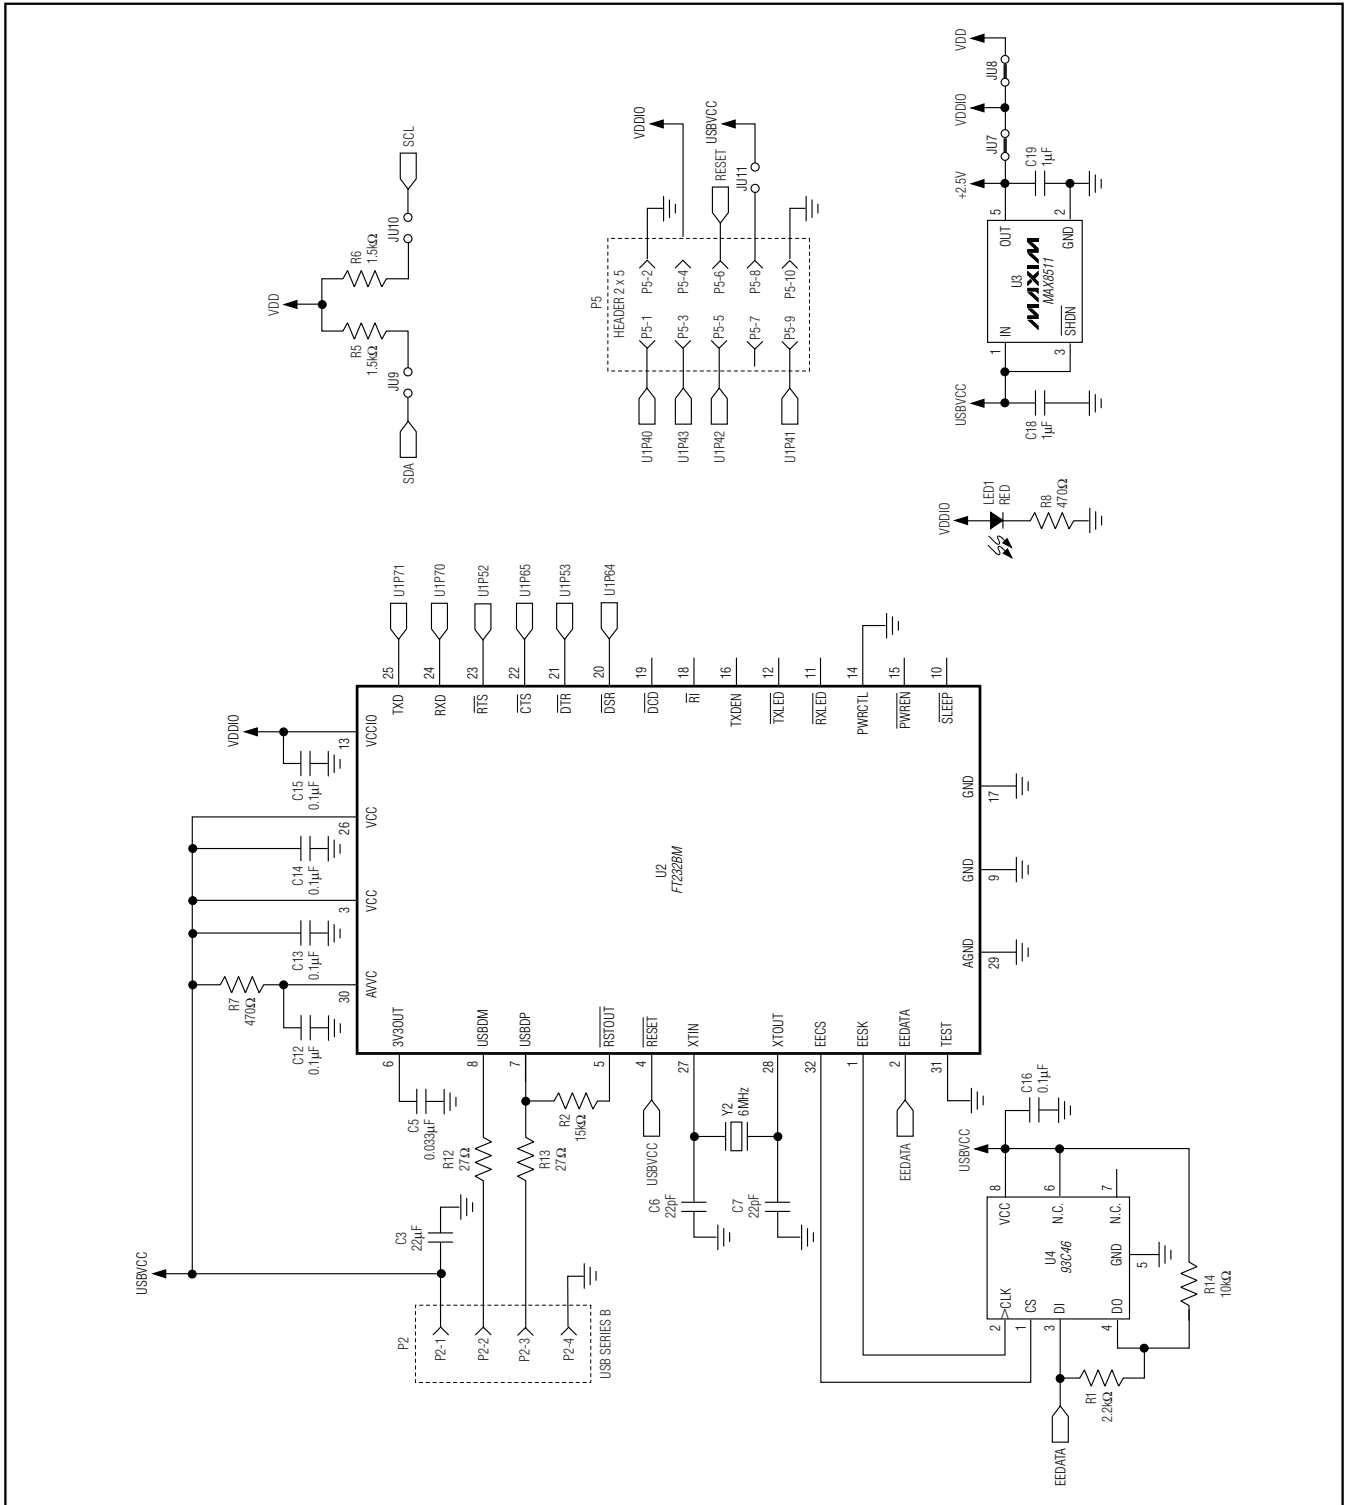 USBVCC
P2
P2-1
P2-2
P2-3
P2-4
USB SERIES B
C3
22μF
R12
27Ω
R13
27Ω
R2
15kΩ
C5
0.033μF
C12
0.1μF
R7
470Ω
C13
0.1μF
C14
0.1μF
C15
0.1μF
VDDIO
USBVCC
C6
22pF
C7
22pF
Y2
6MHz
EEDATA
U2
FT232BM
6
3V3OUT
8
USBDM
7
USBDP
5
RSTOUT
4
RESET
27
XTIN
28
XTOUT
32
EECS
1
EESK
2
EEDATA
31
TEST
30
AVVC
3
VCC
26
VCC
13
VCCIO
29
AGND
9
GND
17
GND
TXD
25
U1P71
RXD
24
U1P70
RTS
23
U1P52
CTS
22
U1P65
DTR
21
U1P53
DSR
20
U1P64
DCD
19
RI
18
TXDEN
16
TXLED
12
RXLED
11
PWRCTL
14
PWREN
15
SLEEP
10
EEDATA
R1
2.2kΩ
U4
93C46
2
CLK
1
CS
3
DI
4
DO
VCC
8
N.C.
6
N.C.
7
GND
5
USBVCC
C16
0.1μF
R14
10kΩ
SDA
JU9
R5
1.5kΩ
VDD
R6
1.5kΩ
JU10
SCL
P5
HEADER 2 x 5
U1P40
P5-1
P5-2
U1P43
P5-3
P5-4
VDDIO
U1P42
P5-5
P5-6
RESET
P5-7
P5-8
JU11
USBVCC
U1P41
P5-9
P5-10
VDDIO
LED1
RED
R8
470Ω
USBVCC
C18
1μF
1
IN
3
SHDN
U3
MAXIM
MAX8511
OUT
5
GND
2
+2.5V
C19
1μF
JU7
VDDIO
JU8
VDD